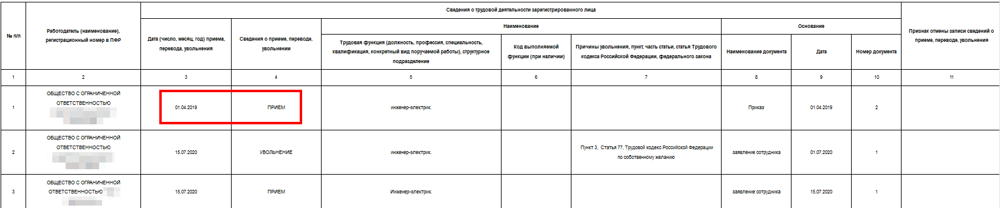 Сведения о трудовой деятельности зарегистрированного лица
№ п/п
Работодатель (наименование),
регистрационный номер в ПФР
Дата (число, месяц, год) приема,
перевода, увольнения
Сведения о приеме, переводе,
увольнении
Наименование
Основание
Признак отмены записи сведений о
приеме, переводе, увольнения
Трудовая функция (должность, профессия, специальность,
квалификация, конкретный вид поручаемой работы), структурное
подразделение
Код выполняемой
функции (при наличии)
Причины увольнения, пункт, часть статьи, статья Трудового
кодекса Российской Федерации, федерального закона
Наименование документа
Дата
Номер документа
1 2 3 4 5 6 7 8 9 10 11
ОБЩЕСТВО С ОГРАНИЧЕННОЙ
ОТВЕТСТВЕННОСТЬЮ
1 01.04.2019 ПРИЕМ инженер-электрик. Приказ 01.04.2019 2
ОБЩЕСТВО С ОГРАНИЧЕННОЙ
ОТВЕТСТВЕННОСТЬЮ
2 15.07.2020 УВОЛЬНЕНИЕ инженер-электрик.
Пункт 3, Статья 77, Трудовой кодекс Российской Федерации
по собственному желанию
заявление сотрудника 01.07.2020 1
ОБЩЕСТВО С ОГРАНИЧЕННОЙ
ОТВЕТСТВЕННОСТЬЮ
3 15.07.2020 ПРИЕМ Инженер-электрик. заявление сотрудника 15.07.2020 1